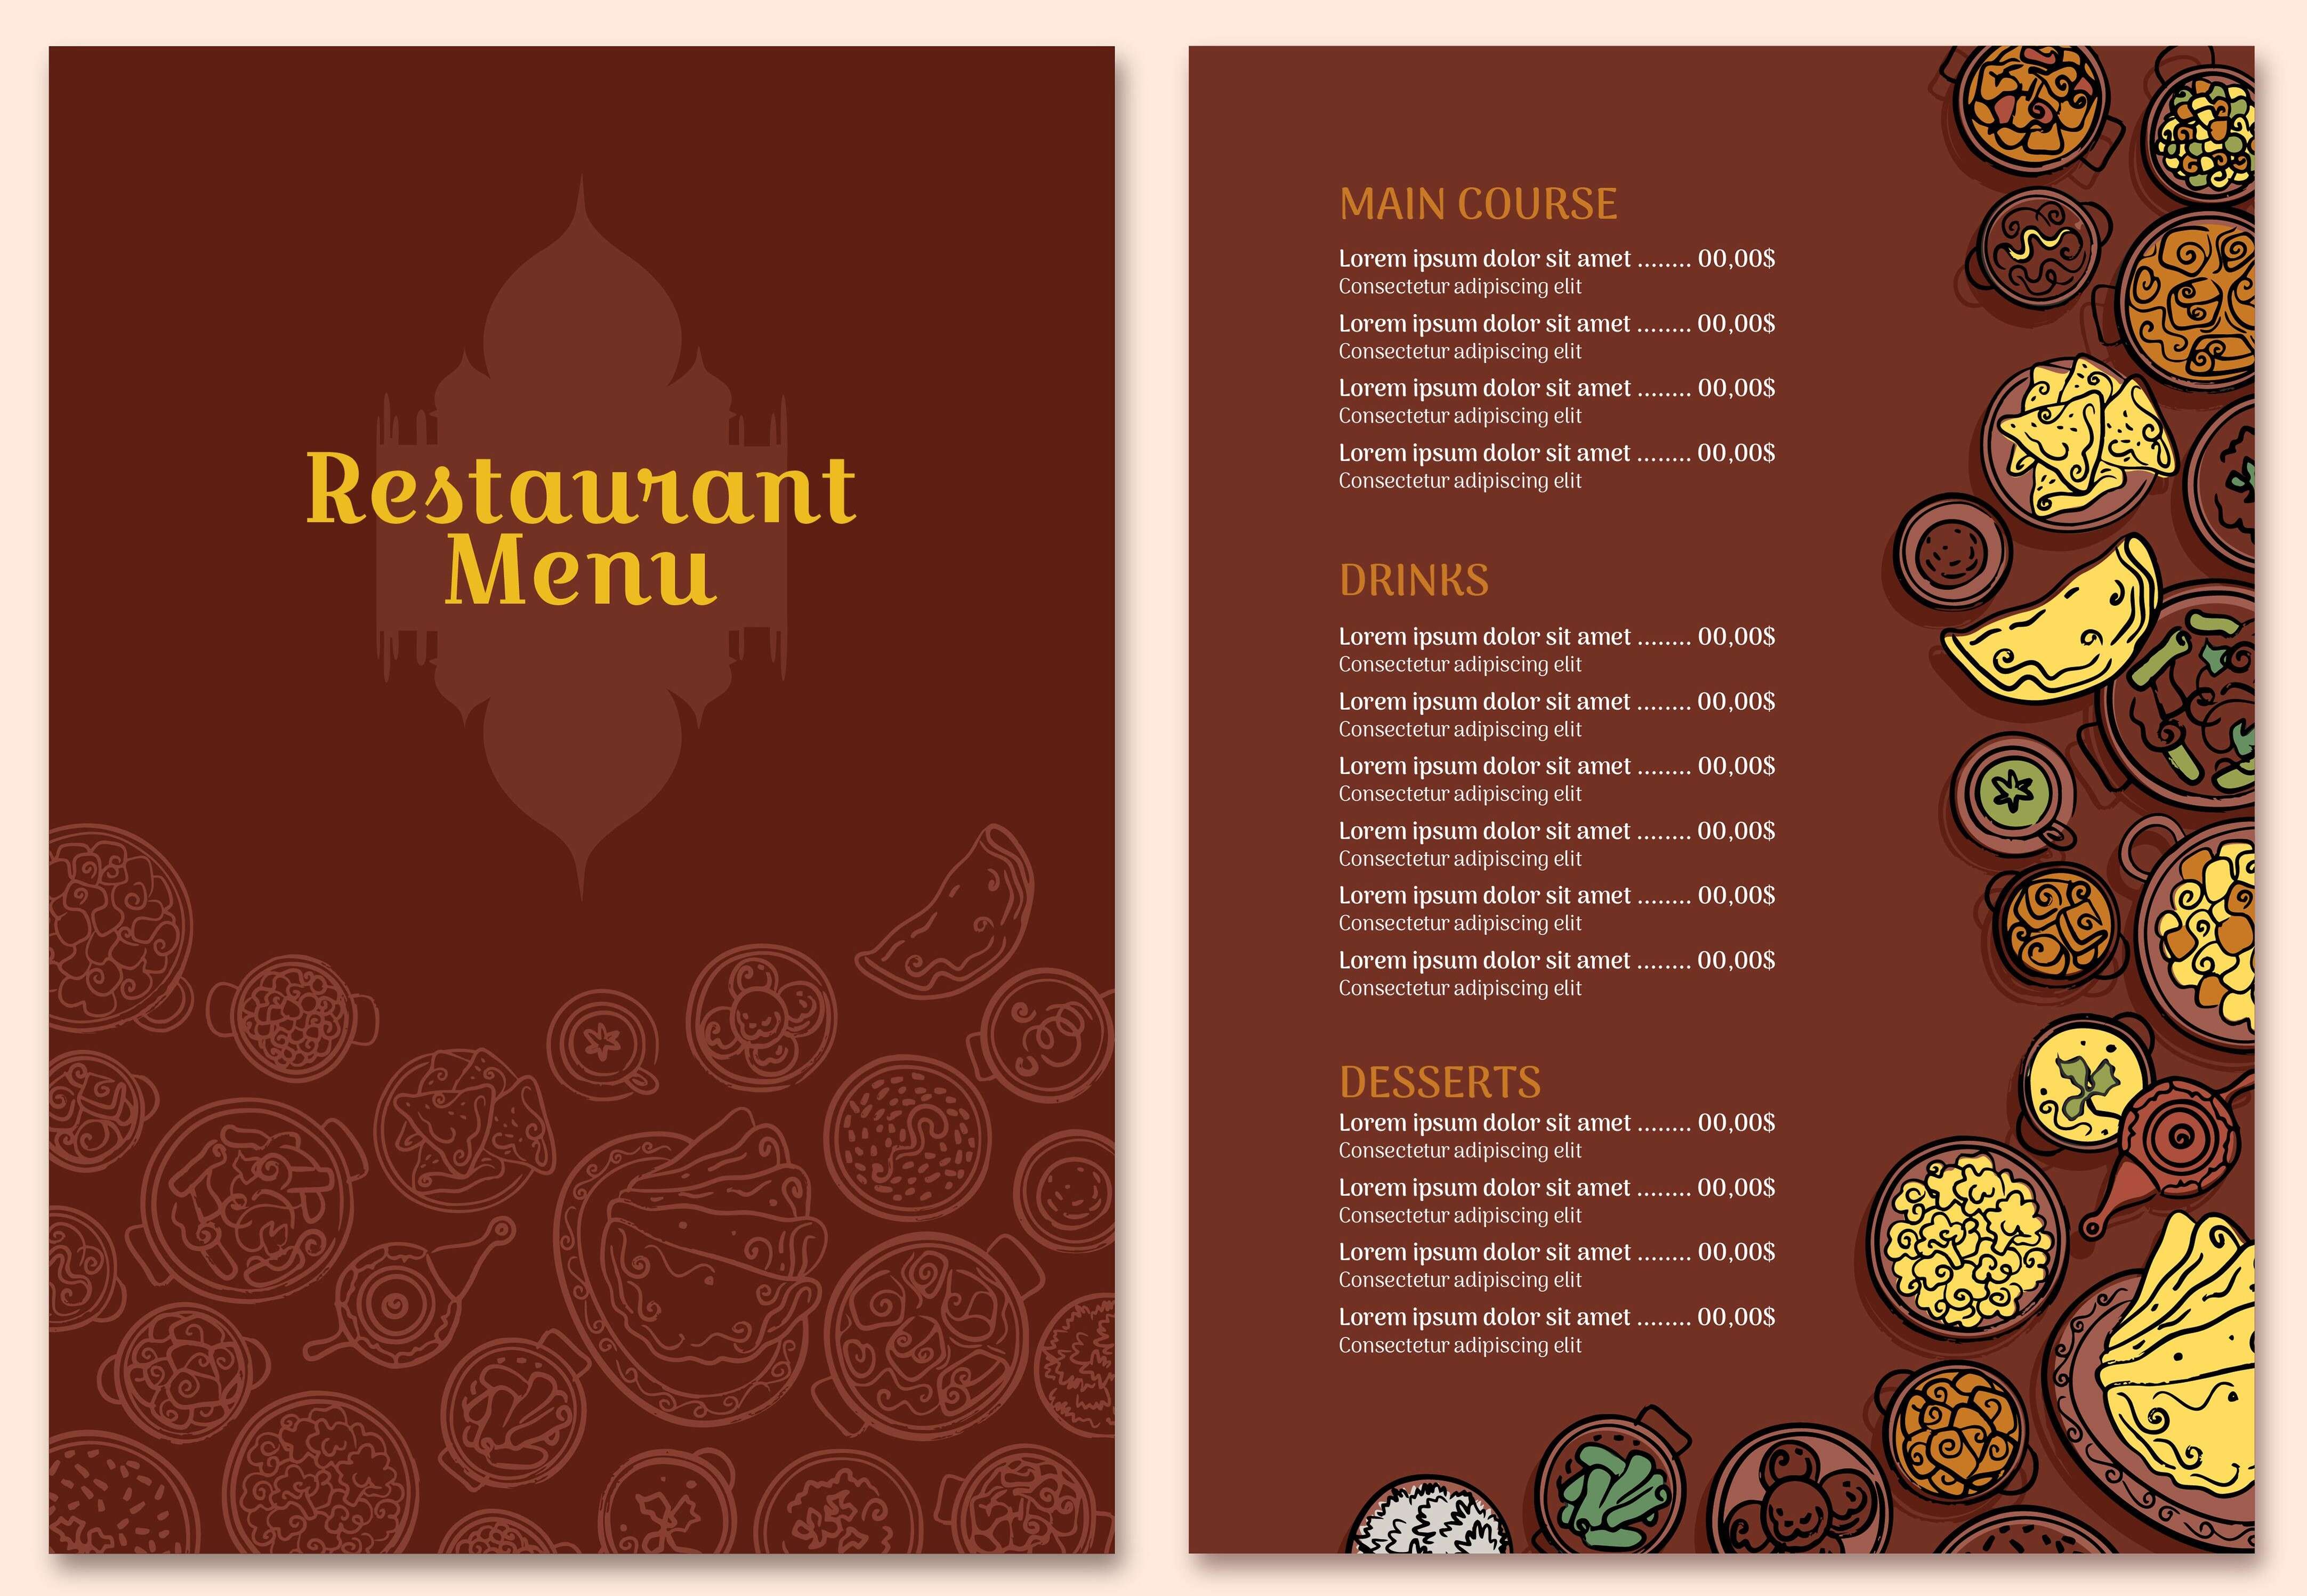 Restaurant
Menu
MAIN COURSE
Lorem ipsum dolor sit amet ........ 00,00$
Consectetur adipiscing elit
Lorem ipsum dolor sit amet ........ 00,00$
Consectetur adipiscing elit
Lorem ipsum dolor sit amet ........ 00,00$
Consectetur adipiscing elit
Lorem ipsum dolor sit amet ........ 00,00$
Consectetur adipiscing elit
DRINKS
Lorem ipsum dolor sit amet ........ 00,00$
Consectetur adipiscing elit
Lorem ipsum dolor sit amet ........ 00,00$
Consectetur adipiscing elit
Lorem ipsum dolor sit amet ........ 00,00$
Consectetur adipiscing elit
Lorem ipsum dolor sit amet ........ 00,00$
Consectetur adipiscing elit
Lorem ipsum dolor sit amet ........ 00,00$
Consectetur adipiscing elit
Lorem ipsum dolor sit amet ........ 00,00$
Consectetur adipiscing elit
DESSERTS
Lorem ipsum dolor sit amet ........ 00,00$
Consectetur adipiscing elit
Lorem ipsum dolor sit amet ........ 00,00$
Consectetur adipiscing elit
Lorem ipsum dolor sit amet ........ 00,00$
Consectetur adipiscing elit
Lorem ipsum dolor sit amet ........ 00,00$
Consectetur adipiscing elit